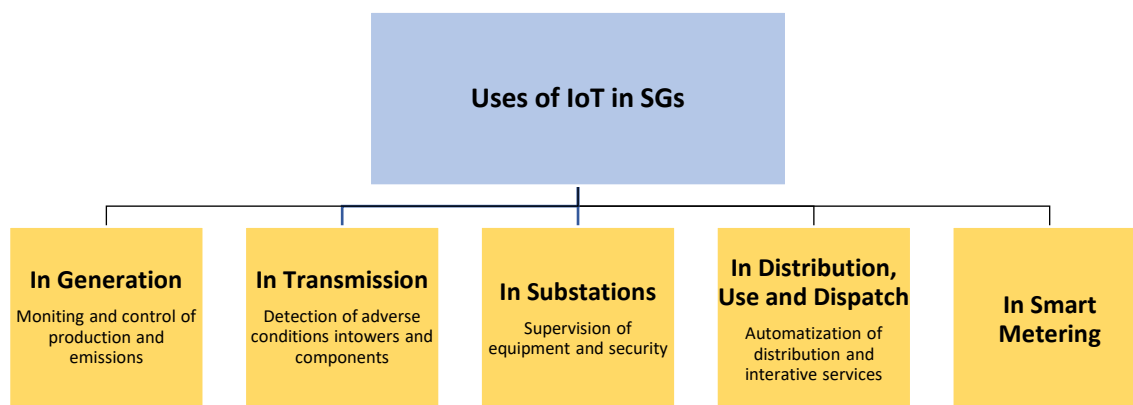 Uses of IoT in SGs
In Generation
Moniting and control of
production and
emissions
In Transmission
Detection of adverse
conditions intowers and
components
In Substations
Supervision of
equipment and security
In Distribution,
Use and Dispatch
Automatization of
distribution and
interative services
In Smart
Metering